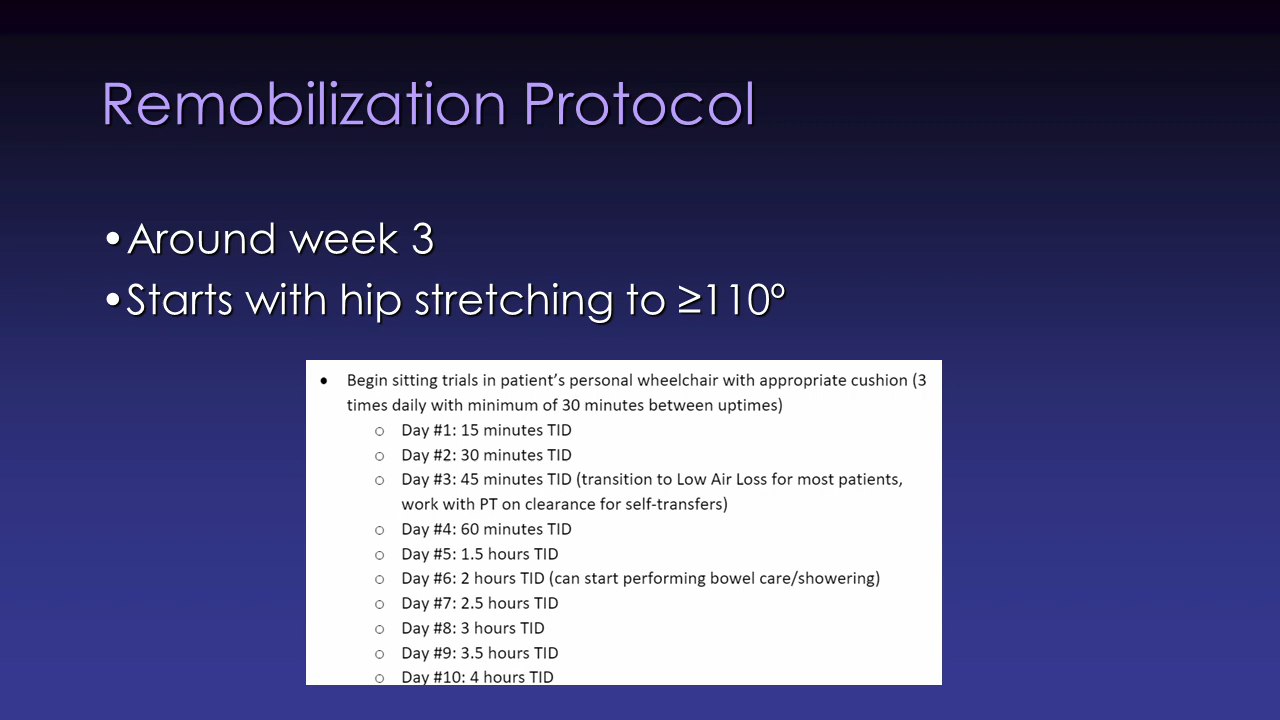 Remobilization Protocol
•Around week 3
•Starts with hip stretching to ≥110º
• Begin sitting trials in patient’s personal wheelchair with appropriate cushion (3
times daily with minimum of 30 minutes between uptimes)
○ Day #1: 15 minutes TID
○ Day #2: 30 minutes TID
○ Day #3: 45 minutes TID (transition to Low Air Loss for most patients,
work with PT on clearance for self-transfers)
○ Day #4: 60 minutes TID
○ Day #5: 1.5 hours TID
○ Day #6: 2 hours TID (can start performing bowel care/showering)
○ Day #7: 2.5 hours TID
○ Day #8: 3 hours TID
○ Day #9: 3.5 hours TID
○ Day #10: 4 hours TID